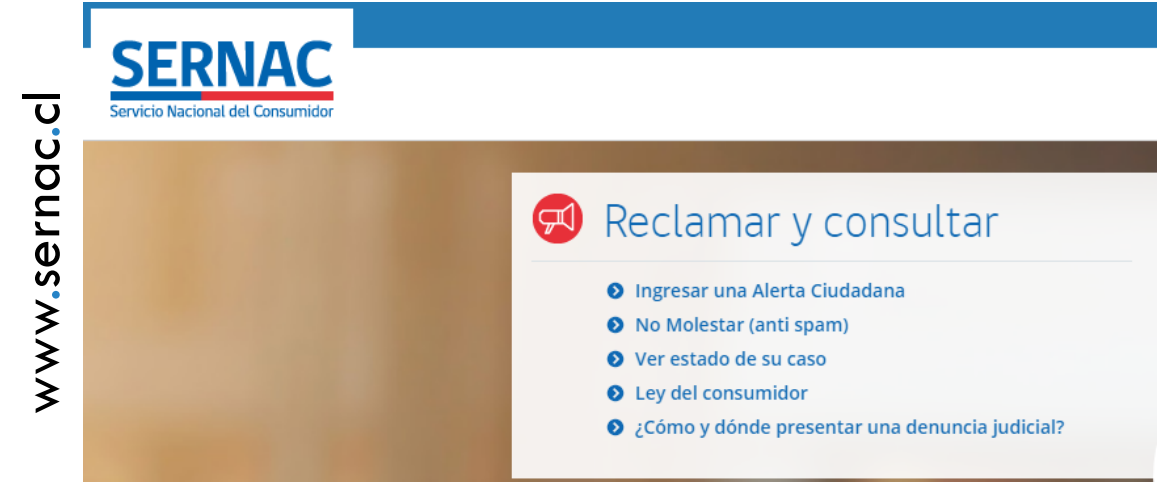 www.sernac.cl
SERNAC
Servicio Nacional del Consumidor
Reclamar y consultar
Ingresar una Alerta Ciudadana
No Molestar (anti spam)
Ver estado de su caso
Ley del consumidor
¿Cómo y dónde presentar una denuncia judicial?